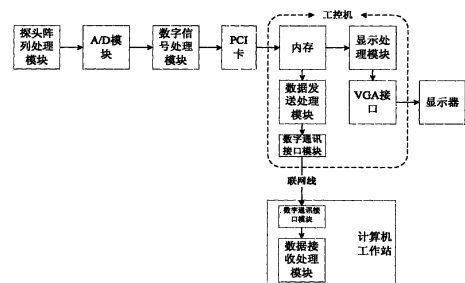 工控机
探头阵
列处理
模块
A/D模
块
数字信
号处理
模块
PCI
卡
内存
显示处
理模块
数据发
送处理
模块
VGA接
口
显示器
数字通讯
接口模块
联网线
数字通讯接
口模块
数据接
收处理
模块
计算机
工作站